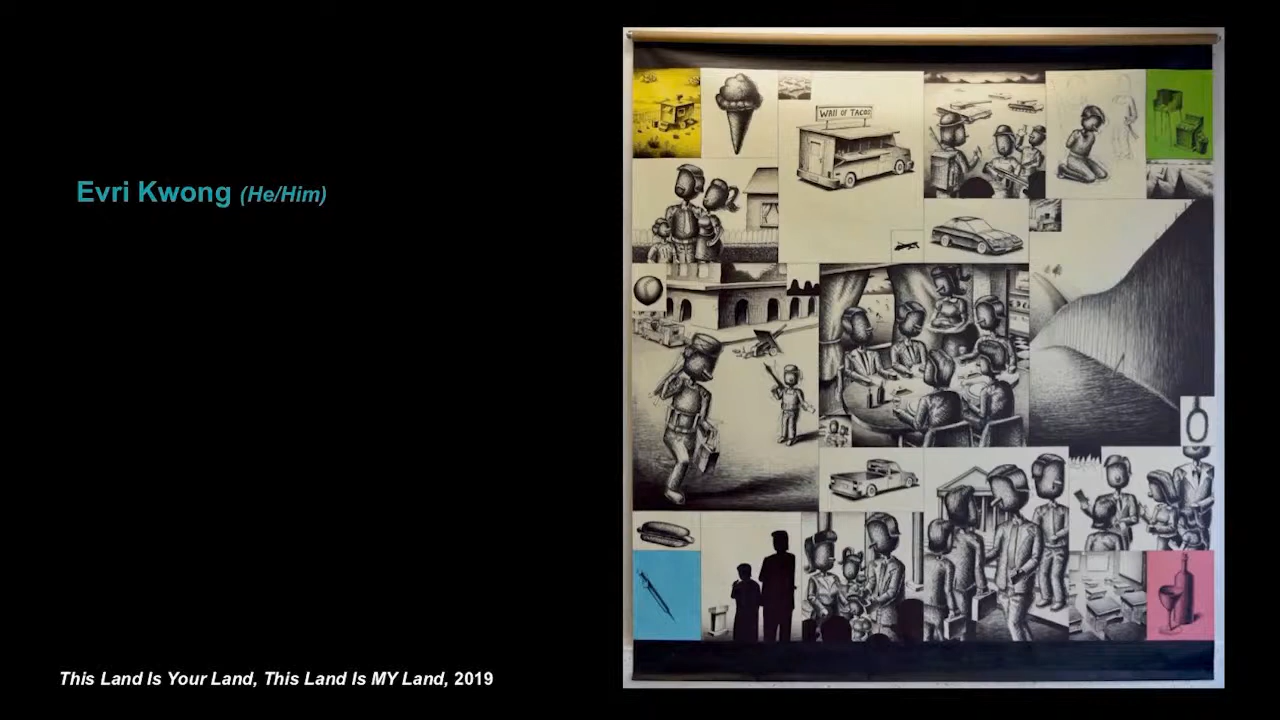 Evri Kwong (He/Him)
WALL OF TACOS
This Land Is Your Land, This Land Is MY Land, 2019